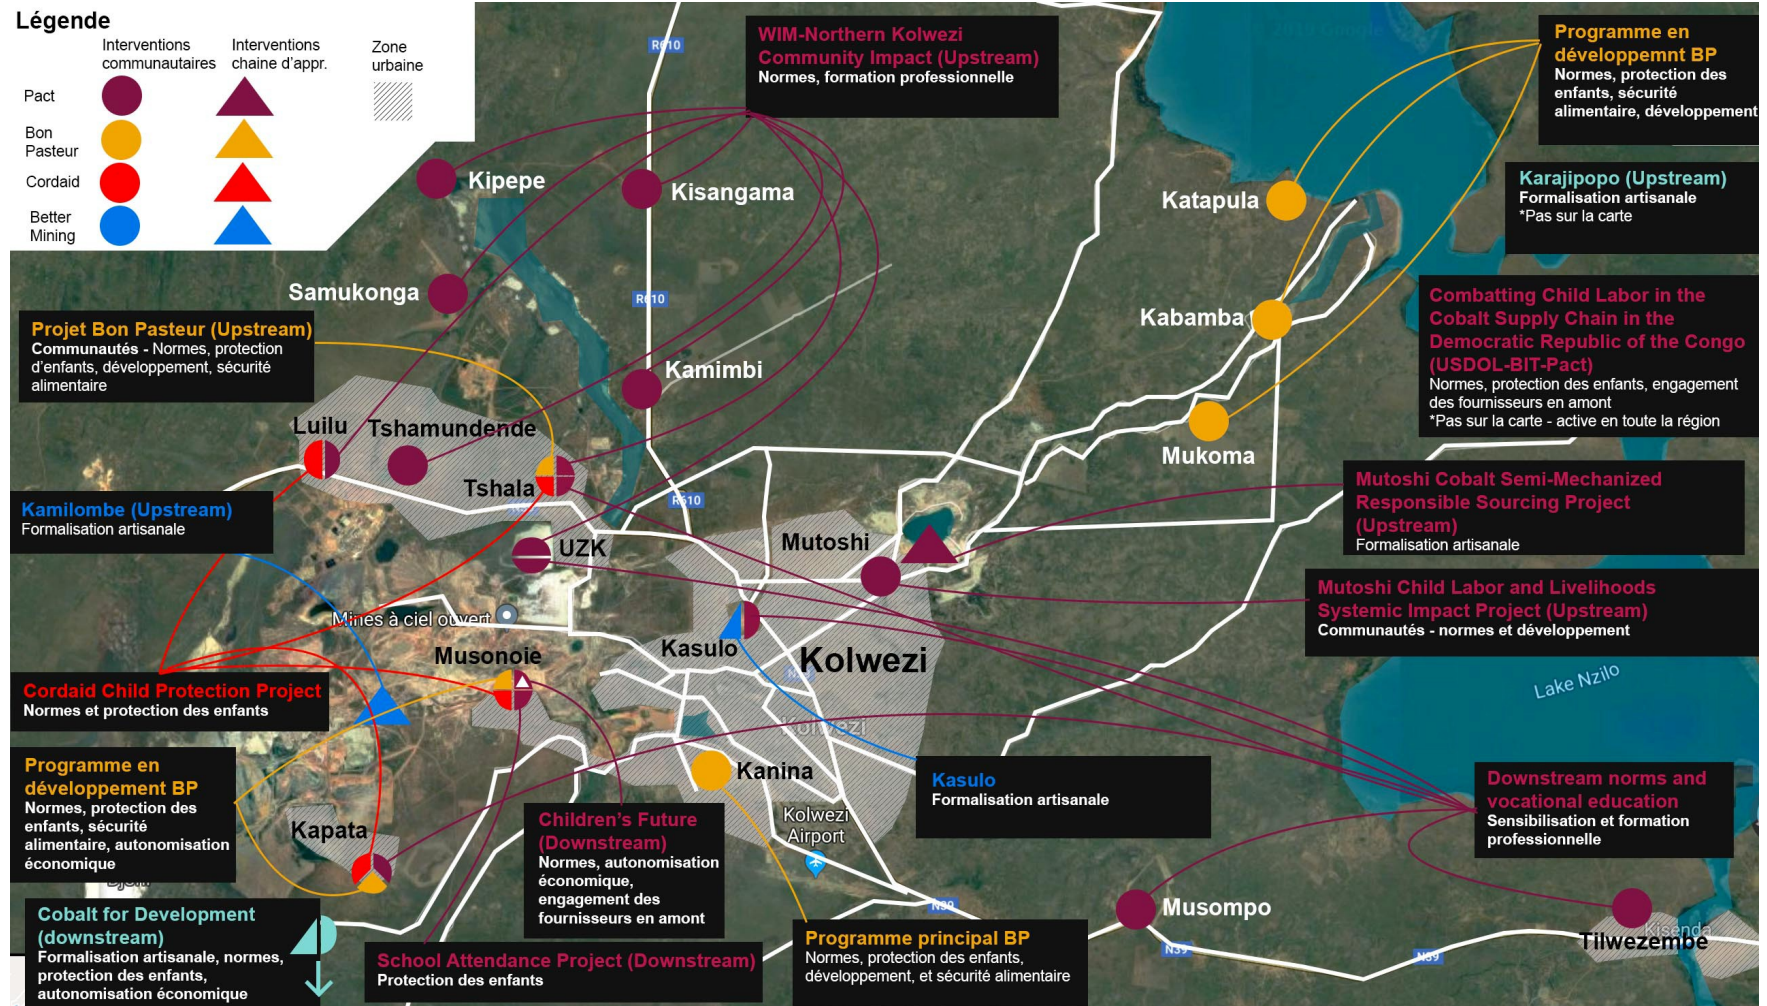 Légende
Interventions
communautaires
Interventions
chaine d'appr.
Zone
urbaine
Pact
Bon
Pasteur
Cordaid
Better
Mining
WIM-Northern Kolwezi
Community Impact (Upstream)
Normes, formation professionnelle
Programme en
développemnt BP
Normes, protection des
enfants, sécurité
alimentaire, développement
R610
Kipepe
Kisangama
Katapula
Karajipopo (Upstream)
Formalisation artisanale
*Pas sur la carte
Samukonga
R610
Kabamba
Combatting Child Labor in the
Cobalt Supply Chain in the
Democratic Republic of the Congo
(USDOL-BIT-Pact)
Normes, protection des enfants, engagement
des fournisseurs en amont
*Pas sur la carte - active en toute la région
Projet Bon Pasteur (Upstream)
Communautés - Normes, protection
d'enfants, développement, sécurité
alimentaire
Kamimbi
Luilu
Tshamundende
Mukoma
Tshala
R610
Mutoshi Cobalt Semi-Mechanized
Responsible Sourcing Project
(Upstream)
Formalisation artisanale
Kamilombe (Upstream)
Formalisation artisanale
UZK
Mutoshi
Mutoshi Child Labor and Livelihoods
Systemic Impact Project (Upstream)
Communautés - normes et développement
Mines à ciel ouvert
Kasulo
Kolwezi
N39
Musonoie
Lake Nzilo
Cordaid Child Protection Project
Normes et protection des enfants
Kolwezi
Programme en
développement BP
Normes, protection des
enfants, sécurité
alimentaire, autonomisation
économique
Kanina
Kasulo
Formalisation artisanale
Downstream norms and
vocational education
Sensibilisation et formation
professionnelle
Kapata
Kolwezi
Airport
Children's Future
(Downstream)
Normes, autonomisation
économique,
engagement des
fournisseurs en amont
N39
Musompo
Kisenda
Tilwezembe
N39
N39
Cobalt for Development
(downstream)
Formalisation artisanale, normes,
protection des enfants,
autonomisation économique
School Attendance Project (Downstream)
Protection des enfants
Programme principal BP
Normes, protection des enfants,
développement, et sécurité alimentaire